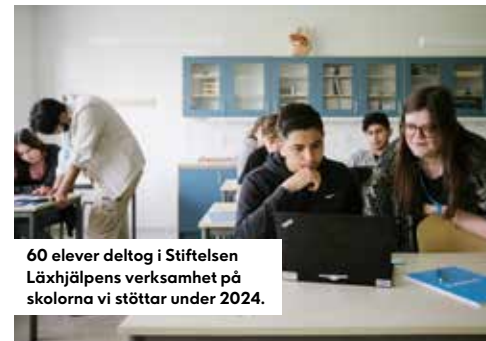 60 elever deltog i Stiftelsen
Läxhjälpens verksamhet på
skolorna vi stöttar under 2024.